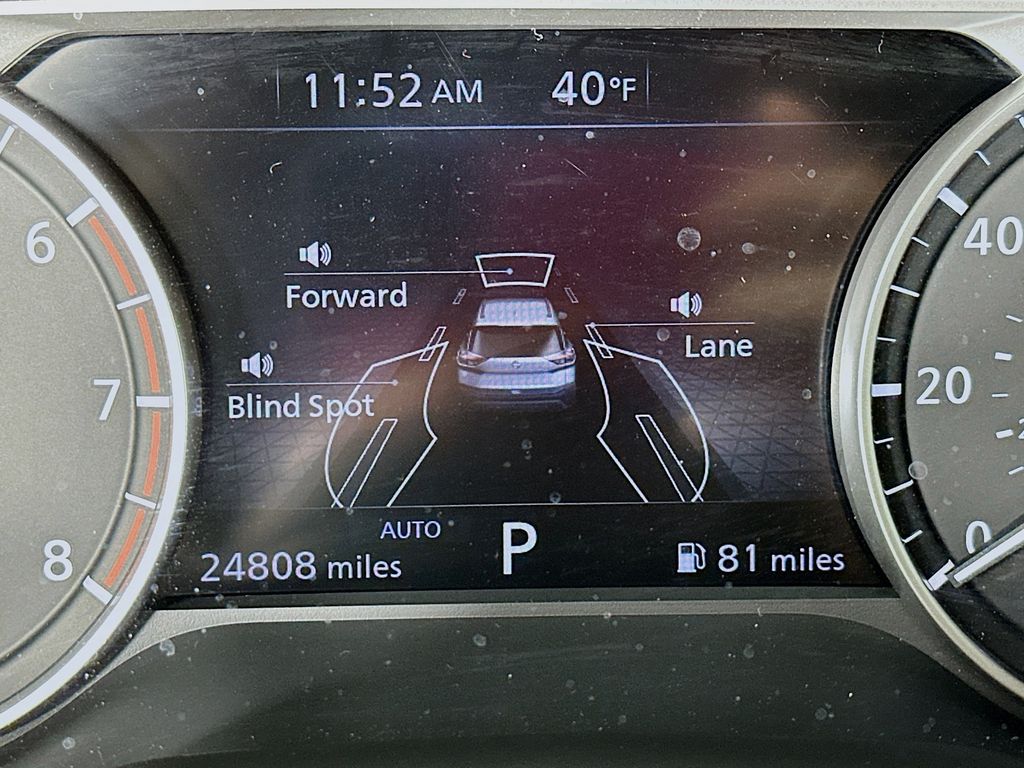 11:52 AM 40°F
6
40
Forward
Lane
7
20
Blind Spot
AUTO
P
8
0
24808 miles
81 miles